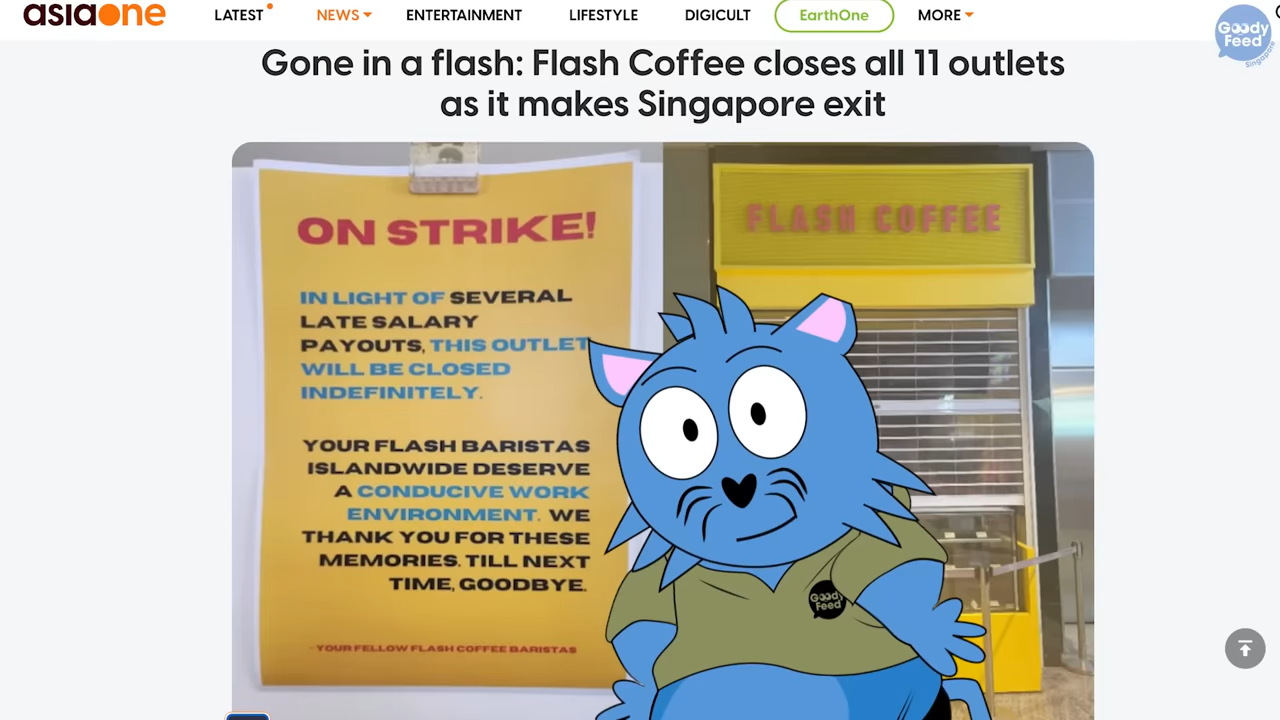 asiaone
LATEST
NEWS
ENTERTAINMENT
LIFESTYLE
DIGICULT
EarthOne
MORE
Goody
Feed
Singapore
Gone in a flash: Flash Coffee closes all 11 outlets
as it makes Singapore exit
ON STRIKE!
IN LIGHT OF SEVERAL
LATE SALARY
PAYOUTS, THIS OUTLET
WILL BE CLOSED
INDEFINITELY.
YOUR FLASH BARISTAS
ISLANDWIDE DESERVE
A CONDUCIVE WORK
ENVIRONMENT. WE
THANK YOU FOR THESE
MEMORIES. TILL NEXT
TIME, GOODBYE.
- YOUR FELLOW FLASH COFFEE BARISTAS
FLASH COFFEE
Goody
Feed